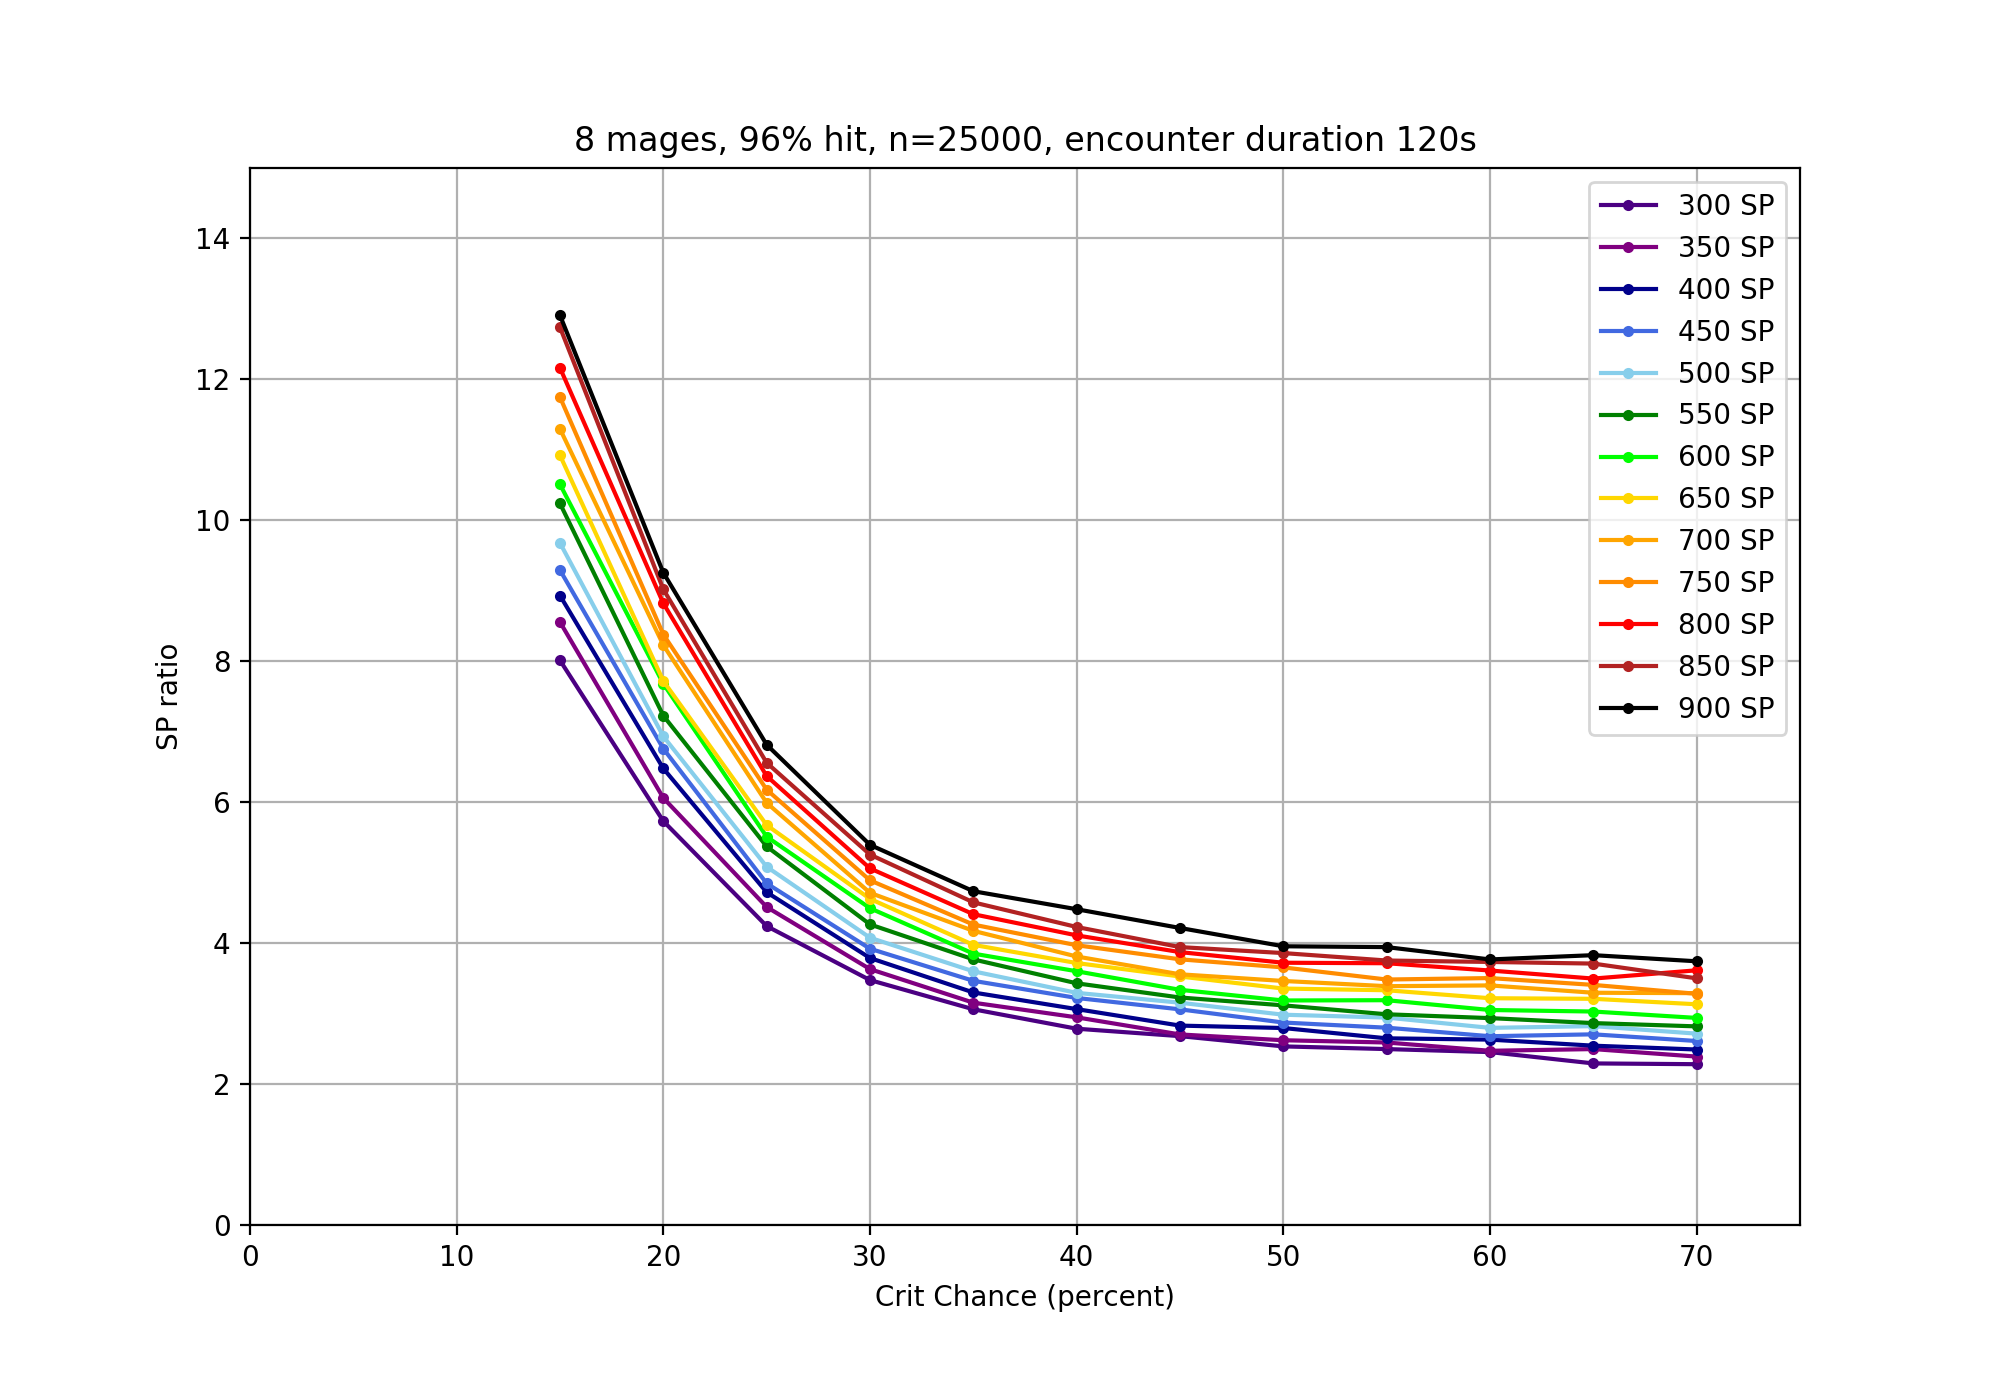 8 mages, 96% hit, n=25000, encounter duration 120s
14
12
10
8
6
4
2
0
SP ratio
0 10 20 30 40 50 60 70
Crit Chance (percent)
300 SP
350 SP
400 SP
450 SP
500 SP
550 SP
600 SP
650 SP
700 SP
750 SP
800 SP
850 SP
900 SP